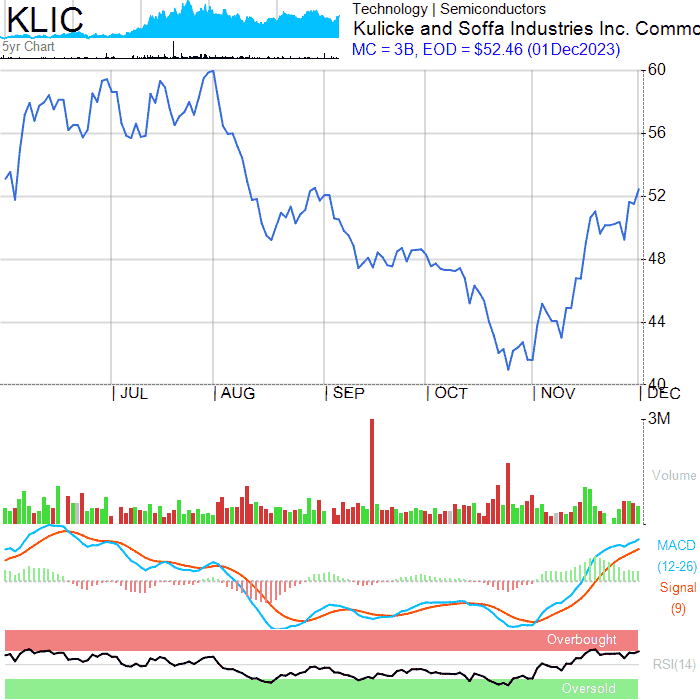 KLIC
5yr Chart
Technology | Semiconductors
Kulicke and Soffa Industries Inc. Commo
MC = 3B, EOD = $52.46 (01Dec2023)
60
56
52
48
44
40
| JUL | AUG | SEP | OCT | NOV | DEC
3M
Volume
MACD
(12-26)
Signal
(9)
Overbought
RSI(14)
Oversold